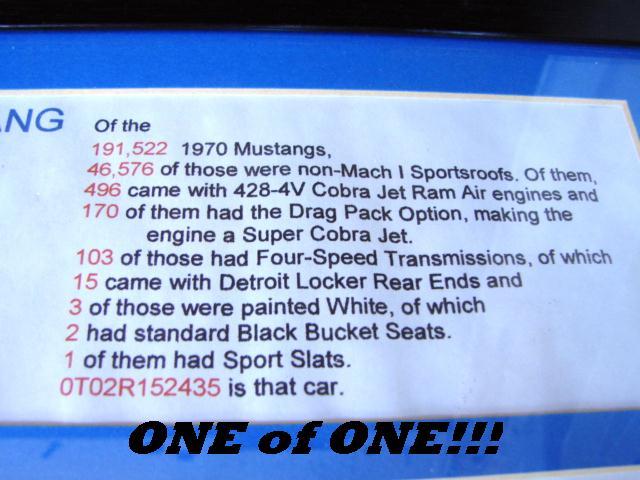 ANG Of the
191,522 1970 Mustangs,
46,576 of those were non-Mach I Sportsroofs. Of them,
496 came with 428-4V Cobra Jet Ram Air engines and
170 of them had the Drag Pack Option, making the
engine a Super Cobra Jet.
103 of those had Four-Speed Transmissions, of which
15 came with Detroit Locker Rear Ends and
3 of those were painted White, of which
2 had standard Black Bucket Seats.
1 of them had Sport Slats.
0T02R152435 is that car.
ONE of ONE!!!